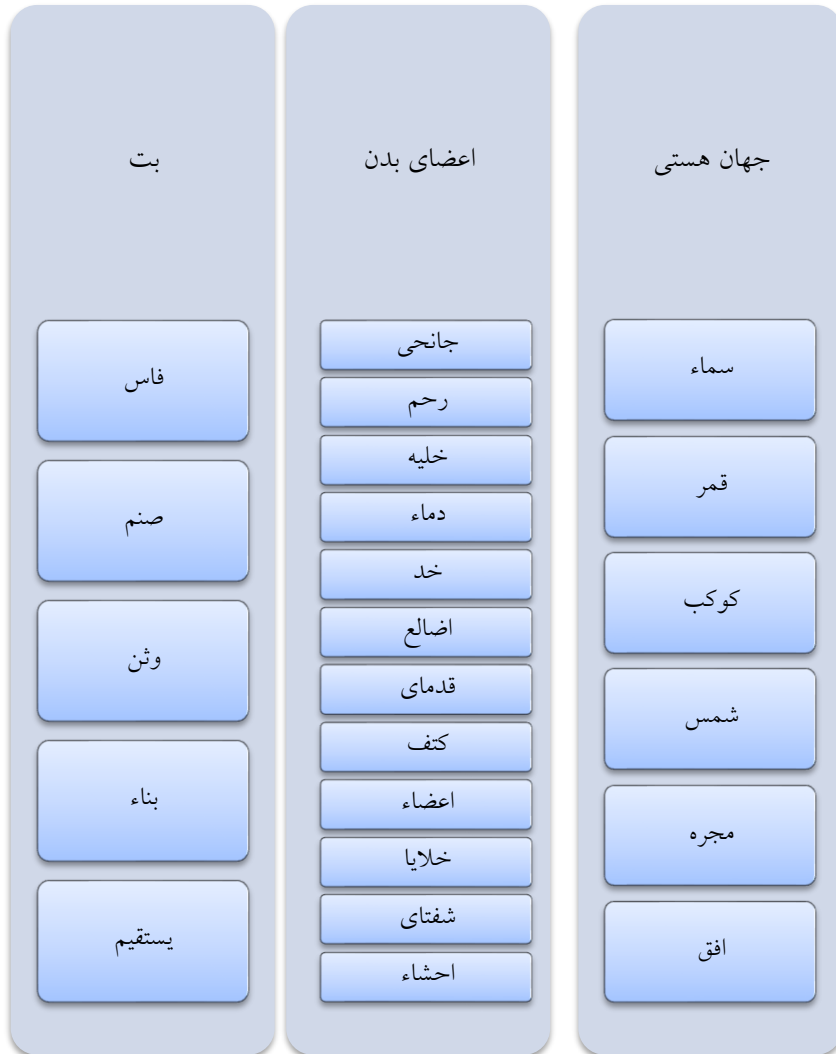 جهان هستی
سماء
قمر
کوکب
شمس
مجره
افق
اعضای بدن
جانحی
رحم
خلیه
دماء
خد
اضالع
قدمای
کتف
اعضاء
خلایا
شفتای
احشاء
بت
فاس
صنم
وثن
بناء
یستقیم